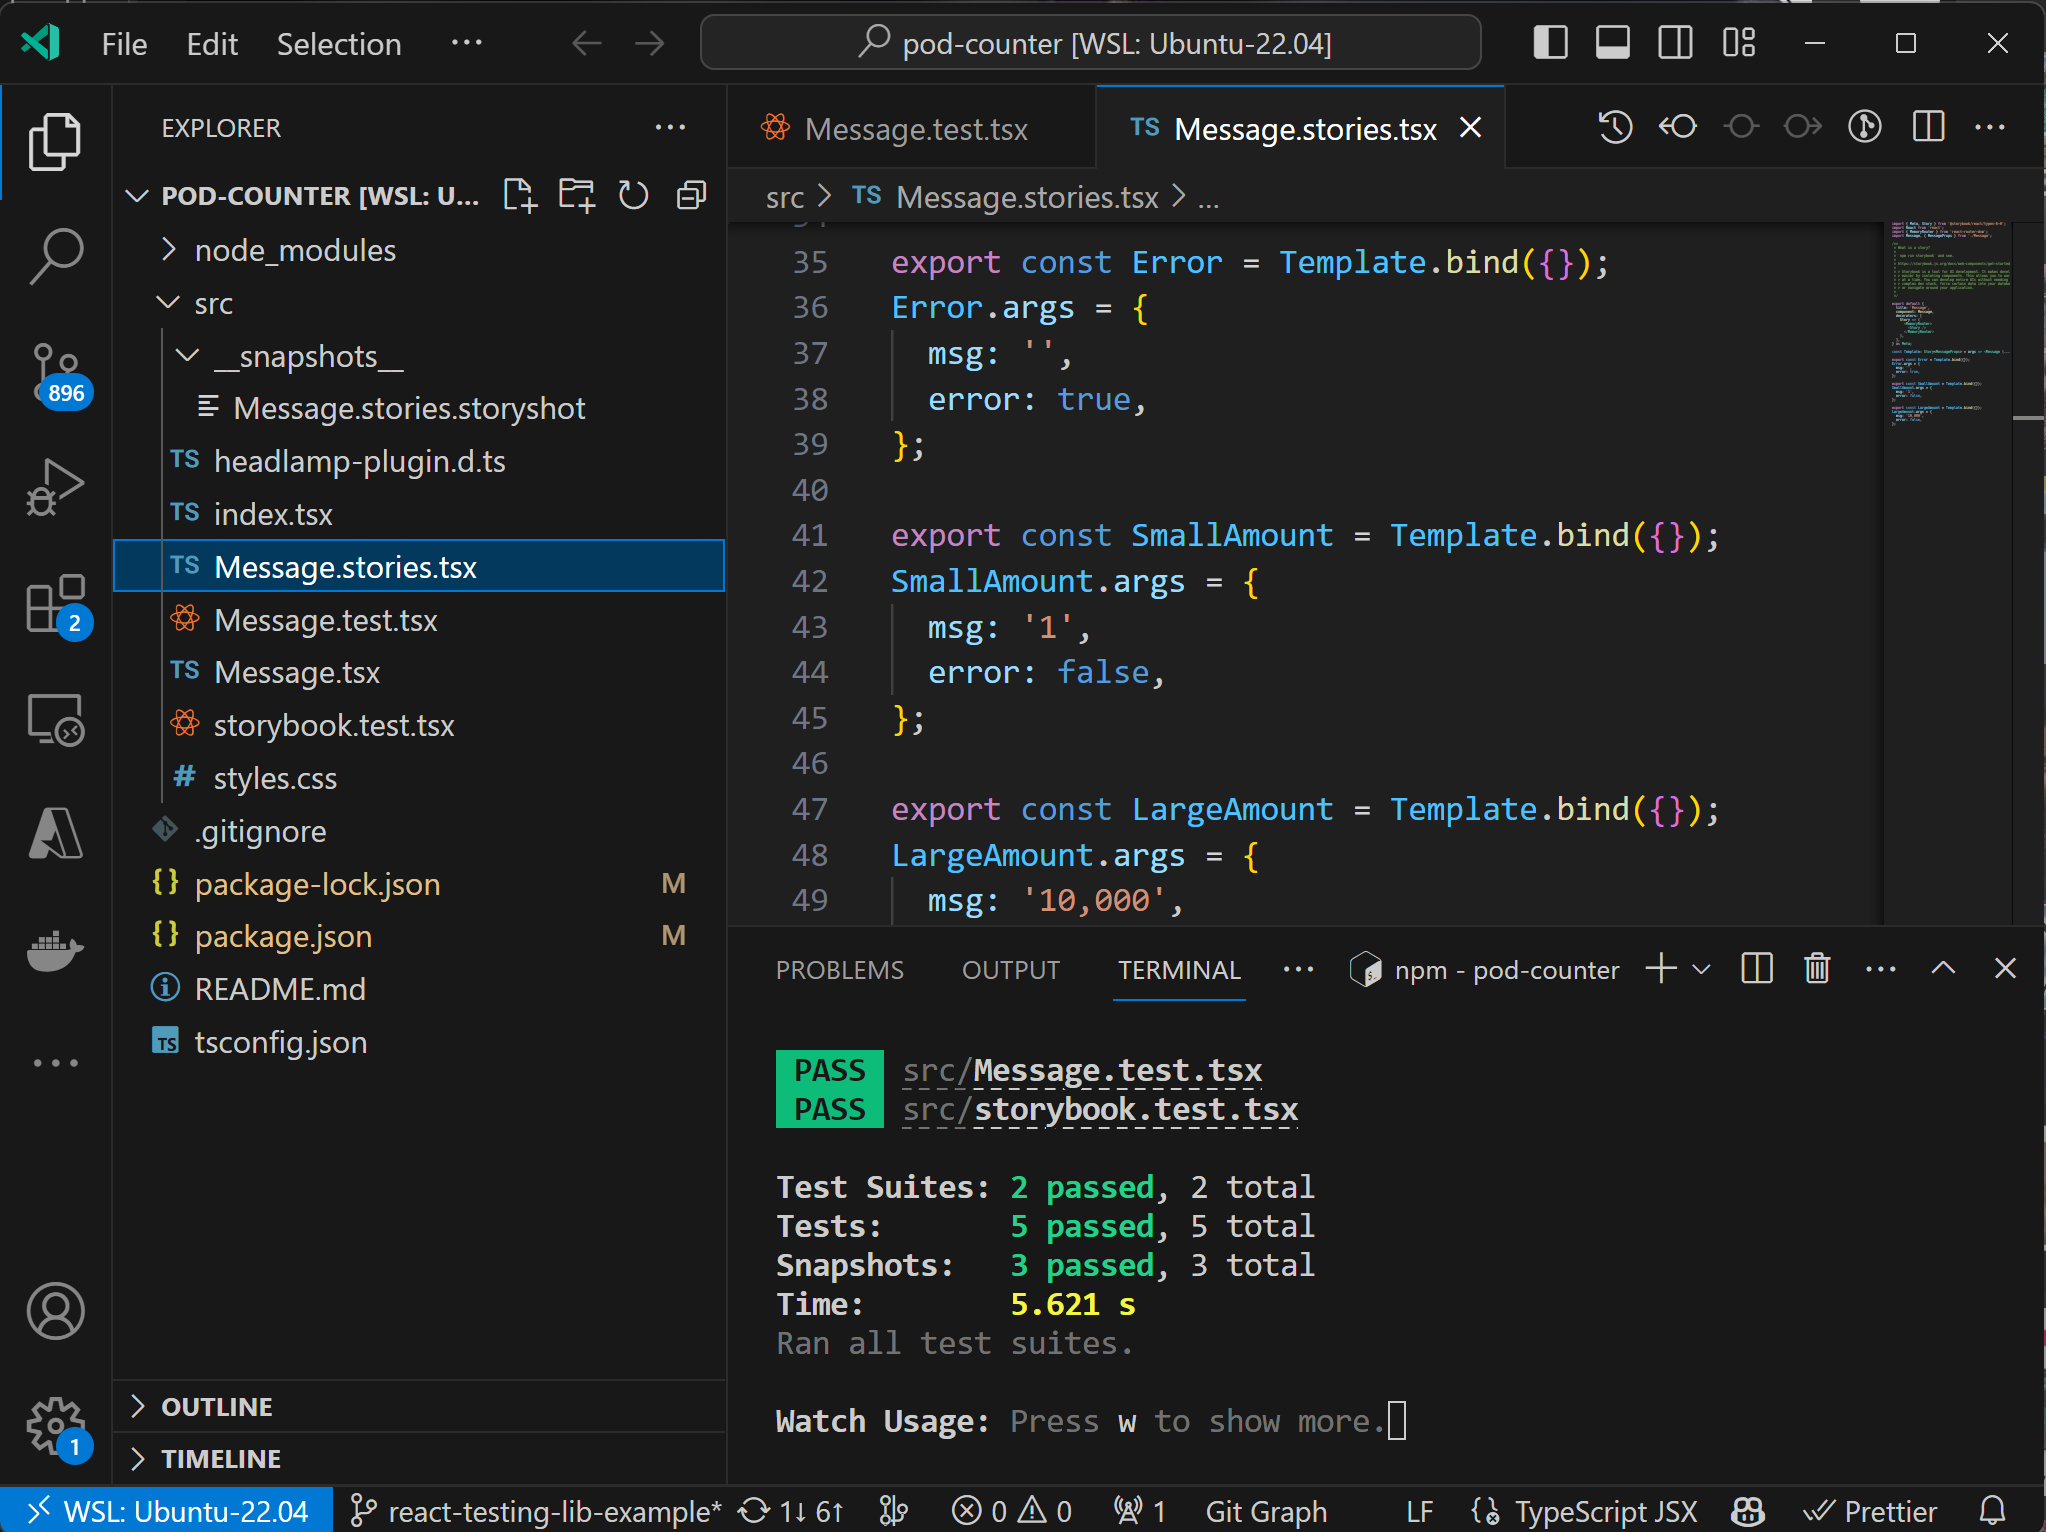 File Edit Selection ···
pod-counter [WSL: Ubuntu-22.04]
EXPLORER
POD-COUNTER [WSL: U...
node_modules
src
__snapshots__
Message.stories.storyshot
TS headlamp-plugin.d.ts
TS index.tsx
TS Message.stories.tsx
Message.test.tsx
TS Message.tsx
storybook.test.tsx
# styles.css
.gitignore
{} package-lock.json M
{} package.json M
README.md
TS tsconfig.json
OUTLINE
TIMELINE
896
2
1
Message.test.tsx
TS Message.stories.tsx
src > TS Message.stories.tsx > ...
35 export const Error = Template.bind({});
36 Error.args = {
37 msg: '',
38 error: true,
39 };
40
41 export const SmallAmount = Template.bind({});
42 SmallAmount.args = {
43 msg: '1',
44 error: false,
45 };
46
47 export const LargeAmount = Template.bind({});
48 LargeAmount.args = {
49 msg: '10,000',
PROBLEMS OUTPUT TERMINAL ··· npm - pod-counter
PASS src/Message.test.tsx
PASS src/storybook.test.tsx
Test Suites: 2 passed, 2 total
Tests: 5 passed, 5 total
Snapshots: 3 passed, 3 total
Time: 5.621 s
Ran all test suites.
Watch Usage: Press w to show more.
WSL: Ubuntu-22.04 react-testing-lib-example* 1↓ 6↑ 0 0 1 Git Graph LF TypeScript JSX Prettier